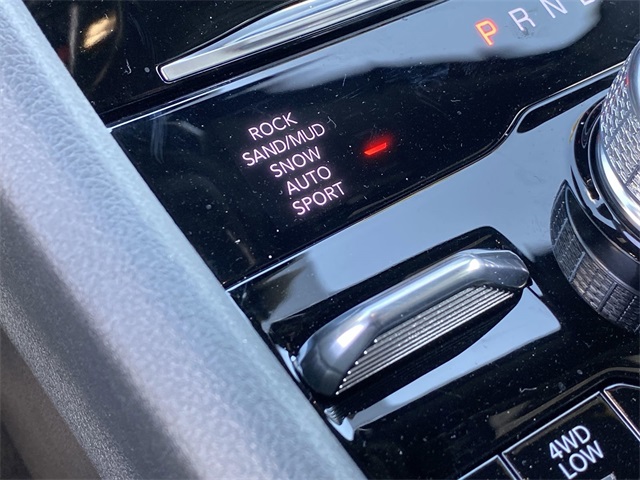 P R N D
ROCK
SAND/MUD
SNOW
AUTO
SPORT
4WD
LOW